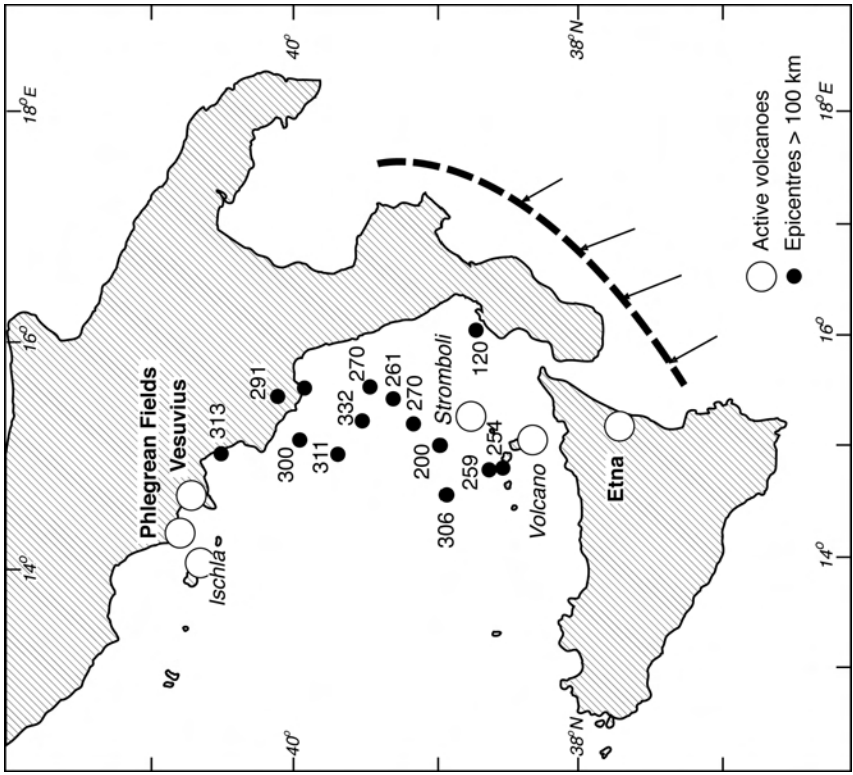 40°
38°N
18°E
18°E
16°
16°
14°
14°
40°
38°N
Phlegrean Fields
Vesuvius
Ischla
Stromboli
Volcano
Etna
313
291
300
311
332
270
261
270
200
306
259
254
120
Active volcanoes
Epicentres > 100 km